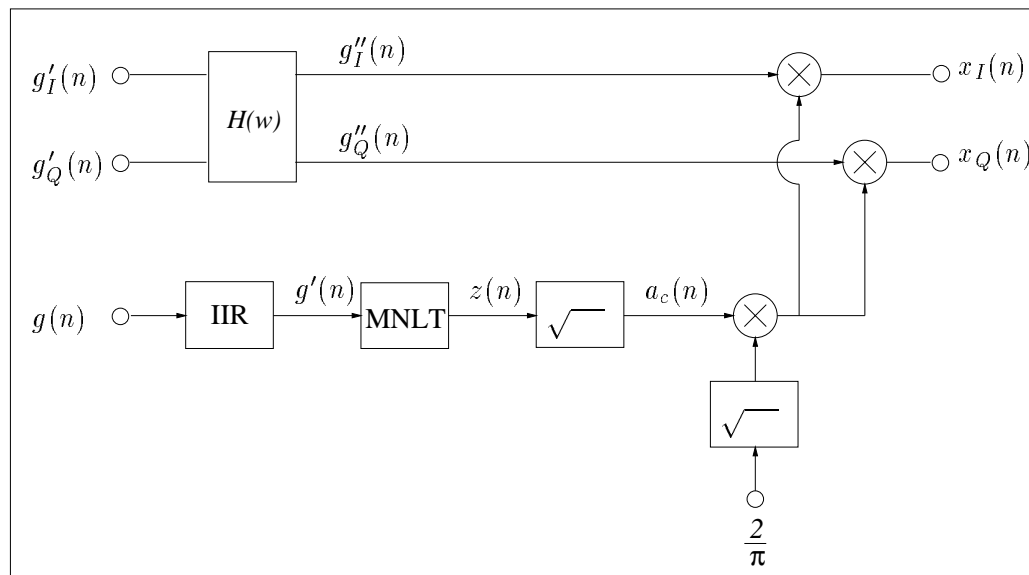 g′_I(n) g″_I(n) x_I(n)
H(w)
g′_Q(n) g″_Q(n) x_Q(n)
g(n) IIR g′(n) MNLT z(n) √ a_c(n)
√
2/π